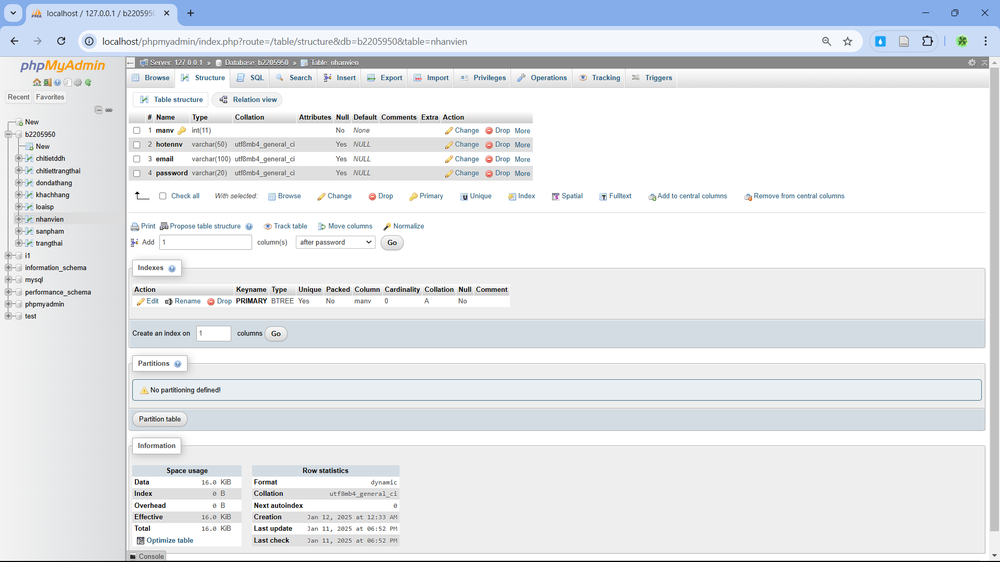 localhost / 127.0.0.1 / b2205950
localhost/phpmyadmin/index.php?route=/table/structure&db=b2205950&table=nhanvien
phpMyAdmin
Recent Favorites
New
b2205950
New
chitietddh
chitiettrangthai
dondathang
khachhang
loaisp
nhanvien
sanpham
trangthai
i1
information_schema
mysql
performance_schema
phpmyadmin
test
Server: 127.0.0.1 » Database: b2205950 » Table: nhanvien
Browse Structure SQL Search Insert Export Import Privileges Operations Tracking Triggers
Table structure Relation view
# Name Type Collation Attributes Null Default Comments Extra Action
1 manv int(11) No None Change Drop More
2 hotennv varchar(50) utf8mb4_general_ci Yes NULL Change Drop More
3 email varchar(100) utf8mb4_general_ci Yes NULL Change Drop More
4 password varchar(20) utf8mb4_general_ci Yes NULL Change Drop More
Check all With selected: Browse Change Drop Primary Unique Index Spatial Fulltext Add to central columns Remove from central columns
Print Propose table structure Track table Move columns Normalize
Add 1 column(s) after password Go
Indexes
Action Keyname Type Unique Packed Column Cardinality Collation Null Comment
Edit Rename Drop PRIMARY BTREE Yes No manv 0 A No
Create an index on 1 columns Go
Partitions
No partitioning defined!
Partition table
Information
Space usage
Data 16.0 KiB
Index 0 B
Overhead 0 B
Effective 16.0 KiB
Total 16.0 KiB
Optimize table
Row statistics
Format dynamic
Collation utf8mb4_general_ci
Next autoindex 0
Creation Jan 12, 2025 at 12:33 AM
Last update Jan 11, 2025 at 06:52 PM
Last check Jan 11, 2025 at 06:52 PM
Console